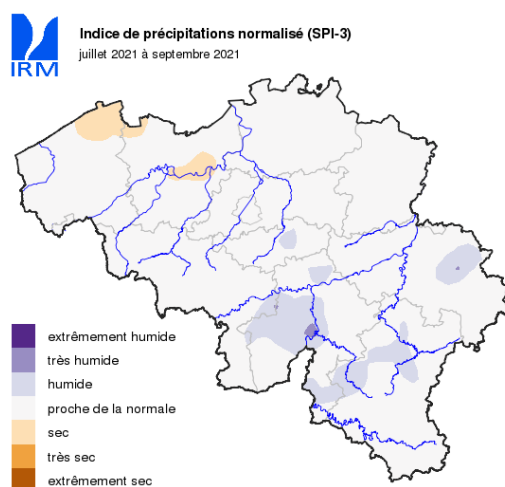 Indice de précipitations normalisé (SPI-3)
juillet 2021 à septembre 2021
IRM
extrêmement humide
très humide
humide
proche de la normale
sec
très sec
extrêmement sec